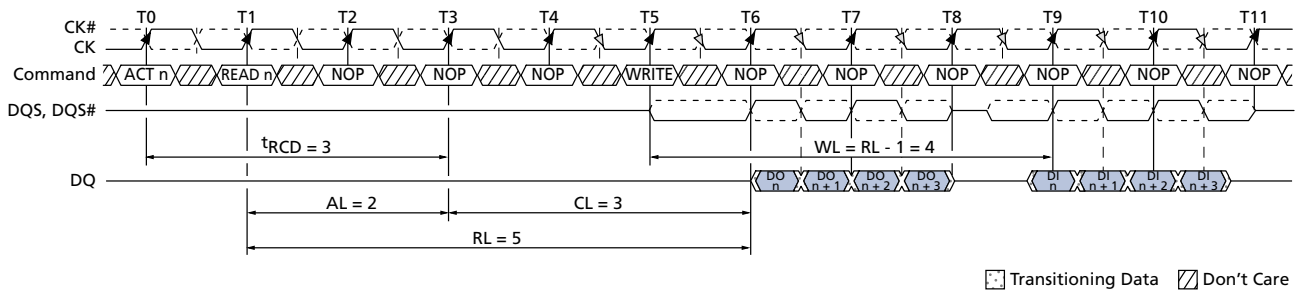 T0 T1 T2 T3 T4 T5 T6 T7 T8 T9 T10 T11
CK#
CK
Command ACT n READ n NOP NOP NOP WRITE NOP NOP NOP NOP NOP NOP
DQS, DQS#
tRCD = 3 WL = RL - 1 = 4
DQ DO n DO n + 1 DO n + 2 DO n + 3 DI n DI n + 1 DI n + 2 DI n + 3
AL = 2 CL = 3
RL = 5
Transitioning Data Don't Care